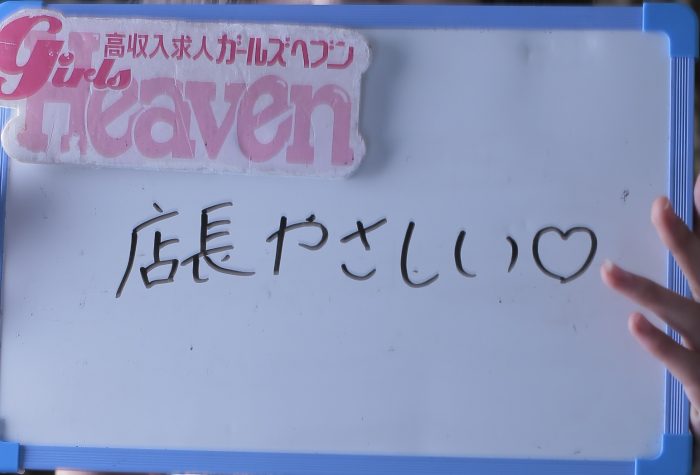 高収入求人ガールズヘブン
Girls
Heaven
店長やさしい♡